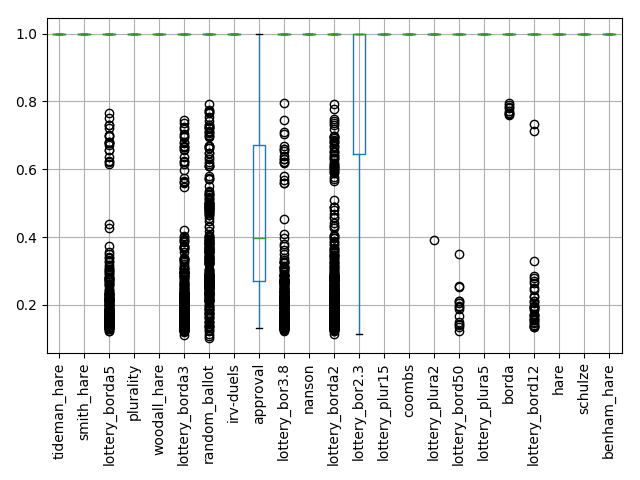 1.0
0.8
0.6
0.4
0.2
tideman_hare
smith_hare
lottery_borda5
plurality
woodall_hare
lottery_borda3
random_ballot
irv-duels
approval
lottery_bor3.8
nanson
lottery_borda2
lottery_bor2.3
lottery_plur15
coombs
lottery_plura2
lottery_bord50
lottery_plura5
borda
lottery_bord12
hare
schulze
benham_hare